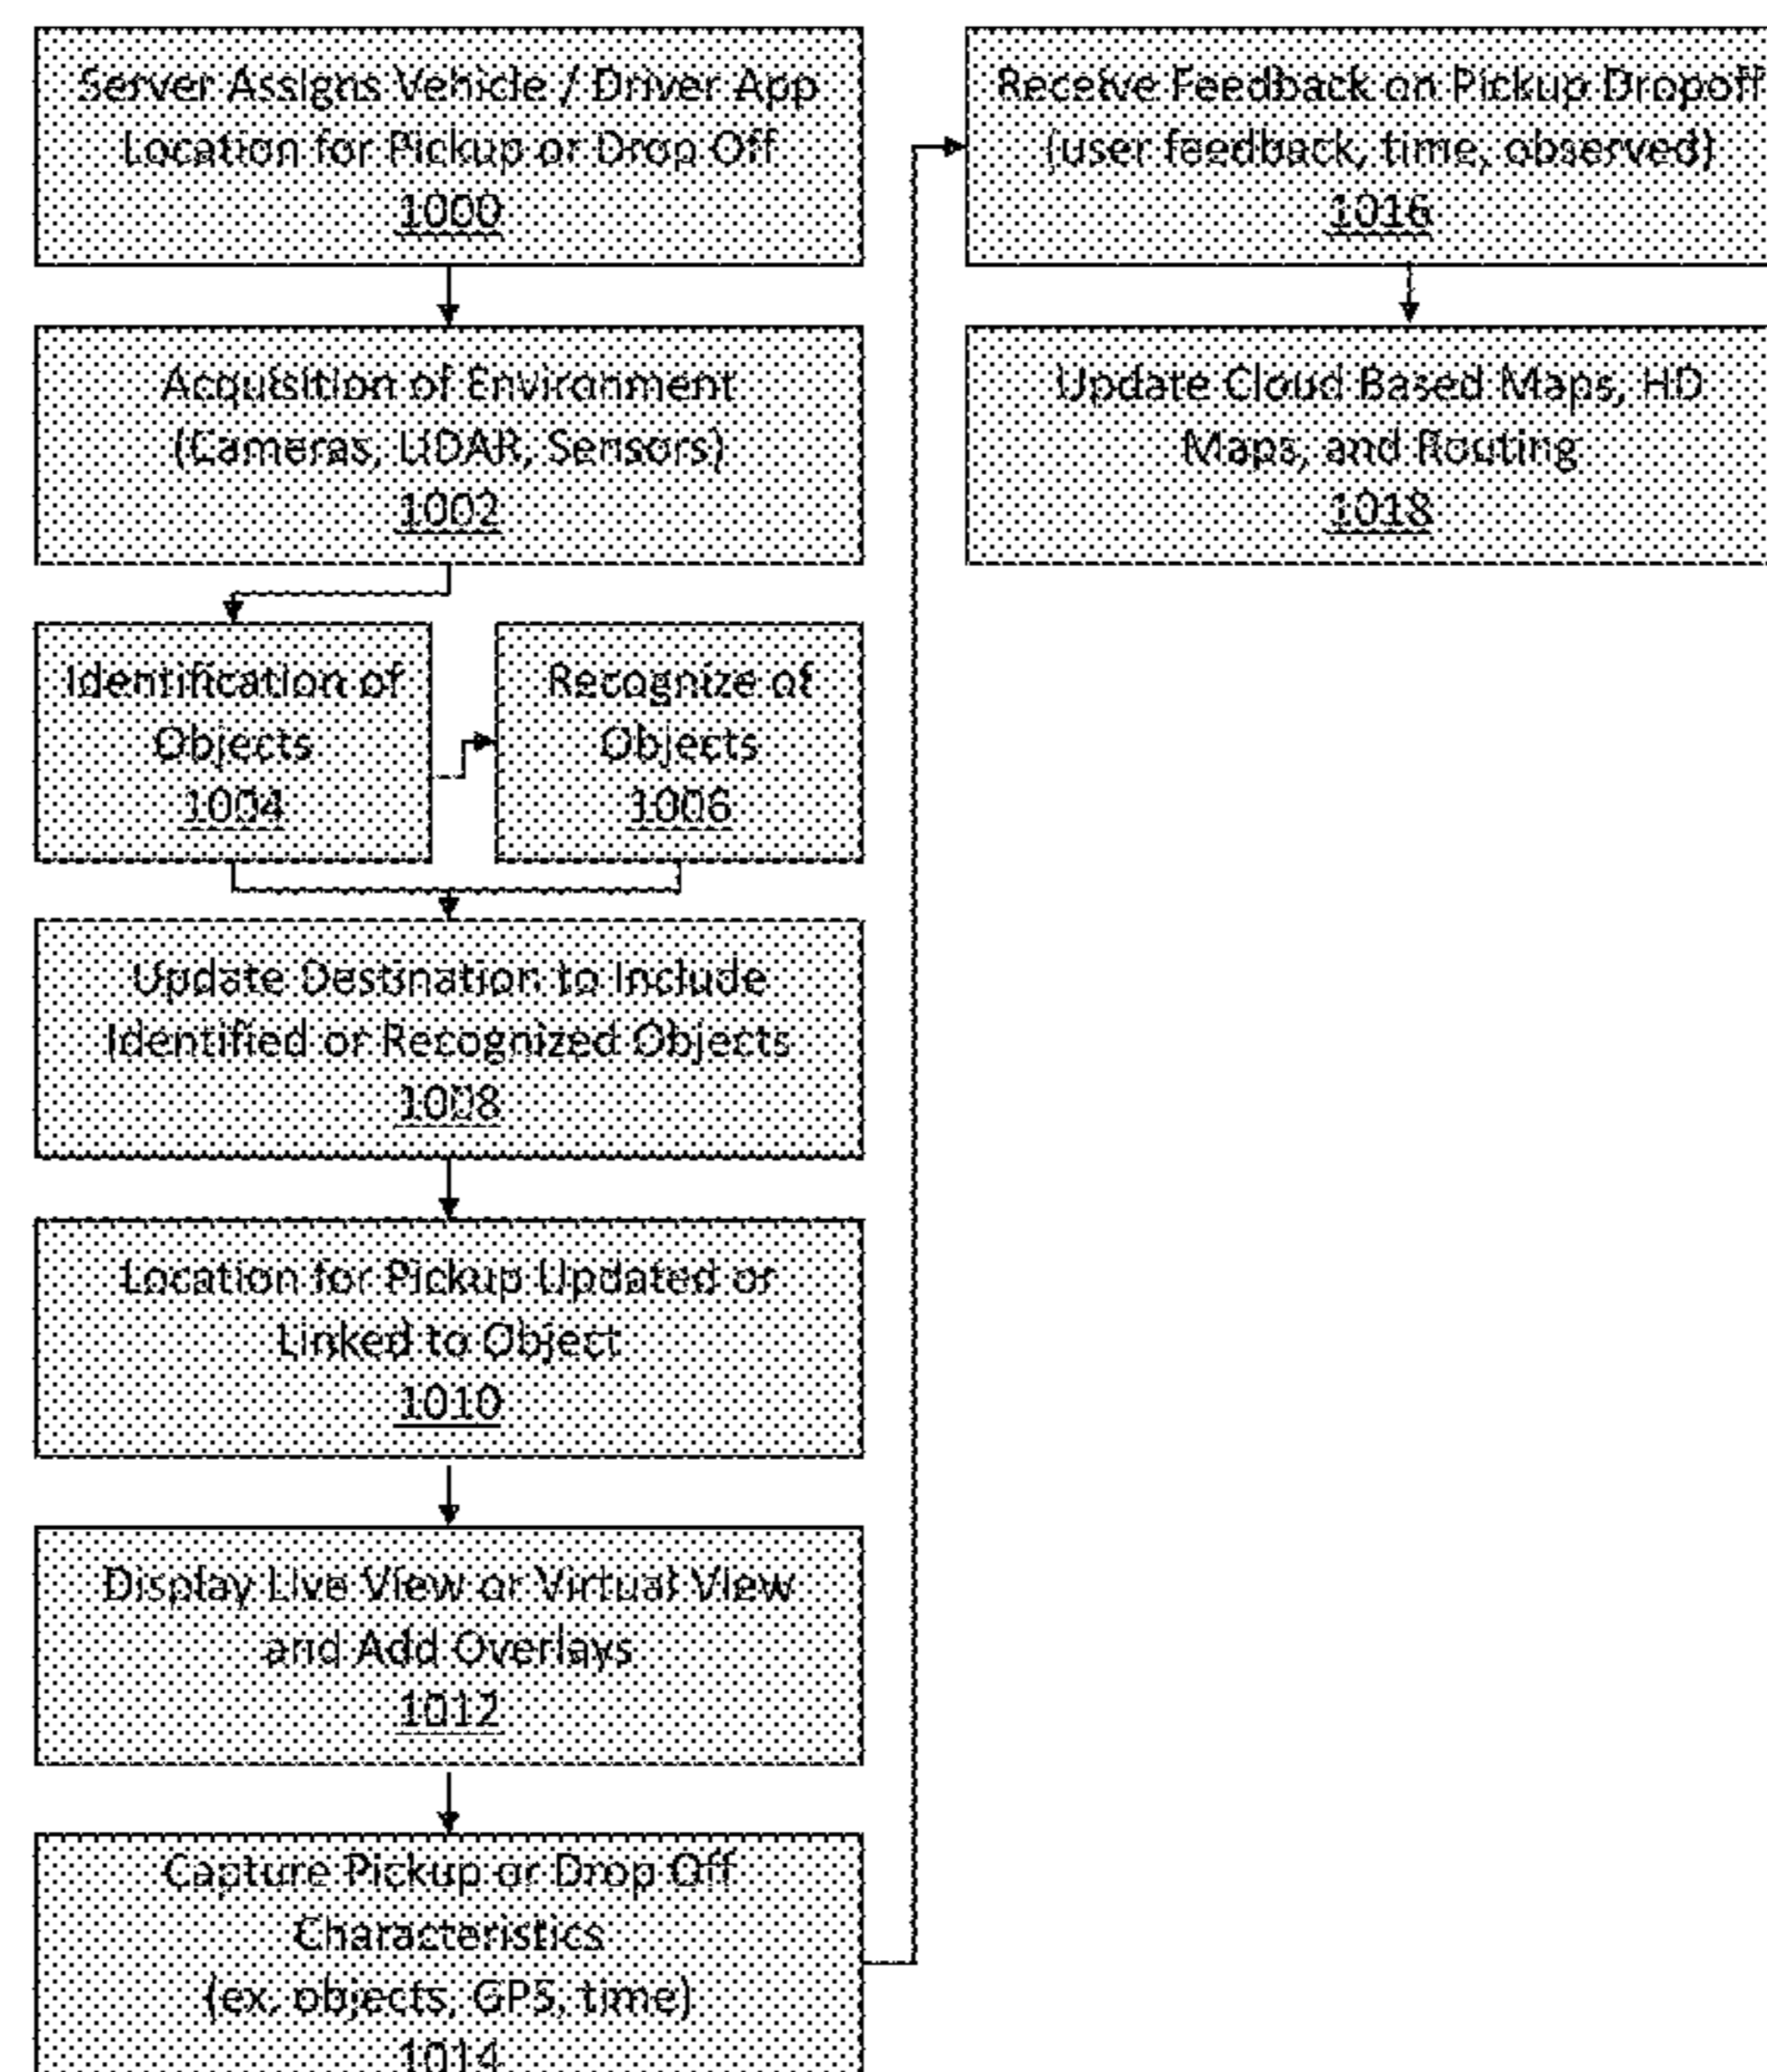 Server Assigns Vehicle / Driver App
Location for Pickup or Drop Off
1000
Acquisition of Environment
(Cameras, LIDAR, Sensors)
1002
Identification of
Objects
1004
Recognize of
Objects
1006
Update Destination to Include
Identified or Recognized Objects
1008
Location for Pickup Updated or
Linked to Object
1010
Display Live View or Virtual View
and Add Overlays
1012
Capture Pickup or Drop Off
Characteristics
(ex. objects, GPS, time)
1014
Receive Feedback on Pickup Dropoff
(user feedback, time, observed)
1016
Update Cloud Based Maps, HD
Maps, and Routing
1018